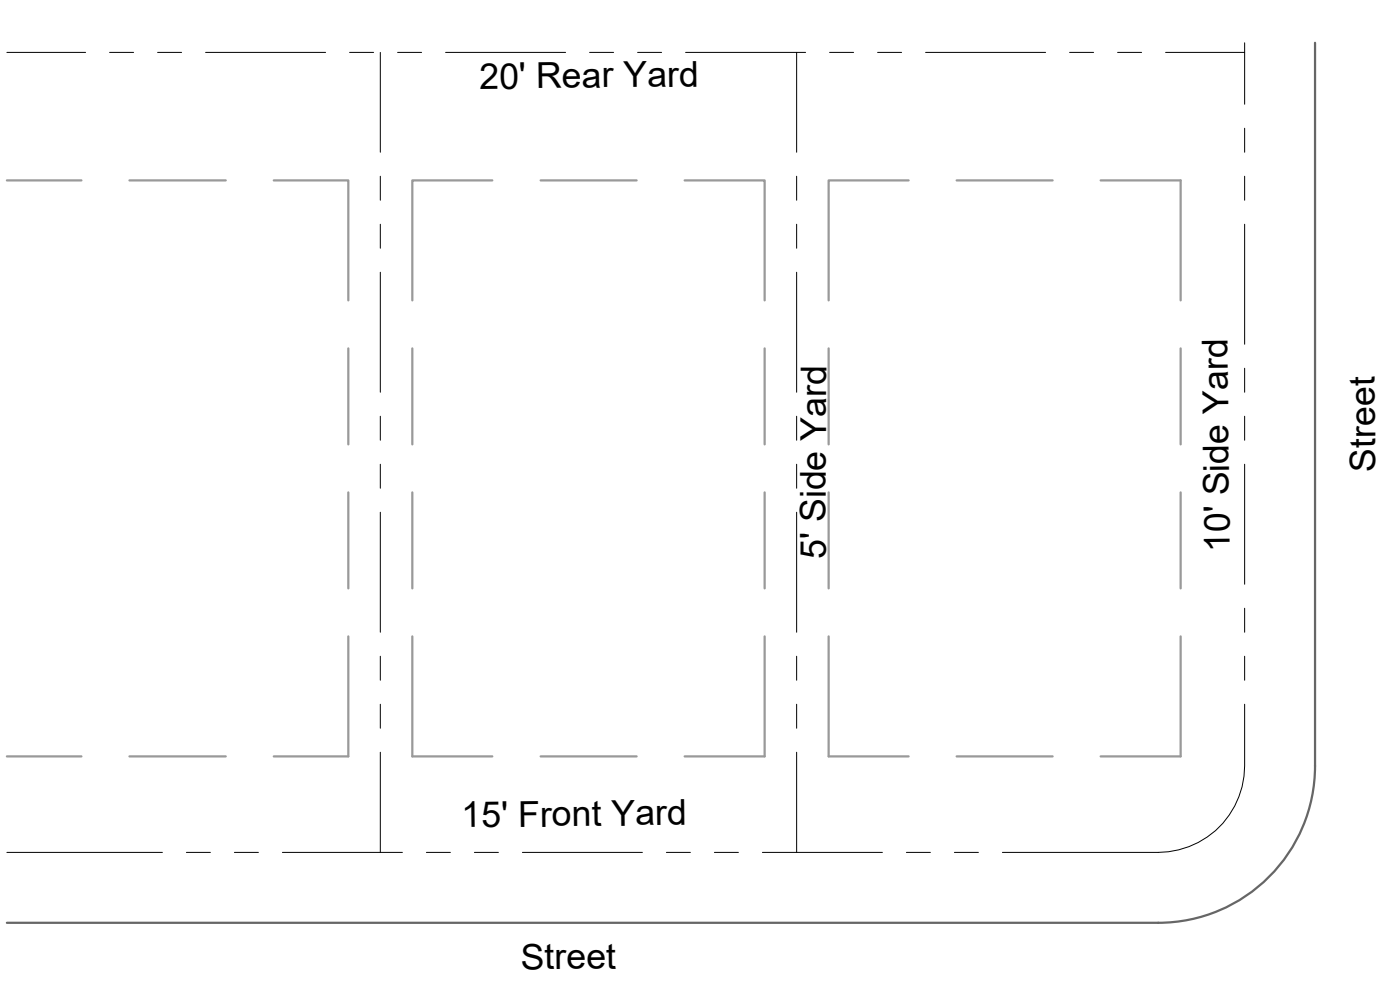 20' Rear Yard
5' Side Yard
10' Side Yard
Street
15' Front Yard
Street